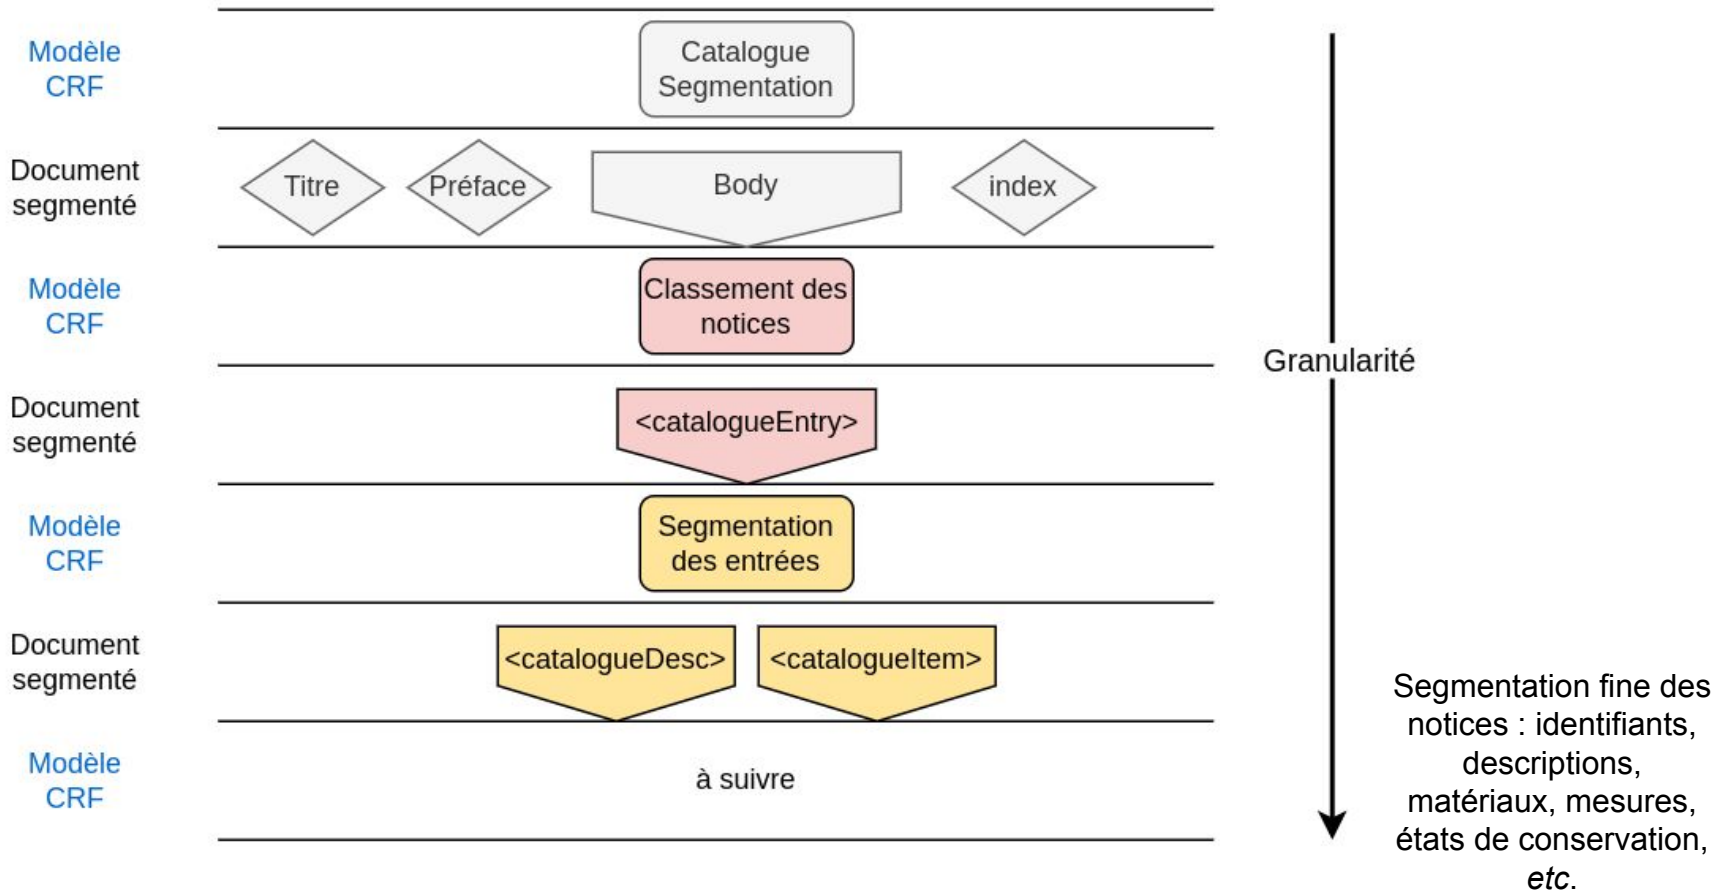 Modèle
CRF
Catalogue
Segmentation
Document
segmenté
Titre
Préface
Body
index
Modèle
CRF
Classement des
notices
Granularité
Document
segmenté
<catalogueEntry>
Modèle
CRF
Segmentation
des entrées
Document
segmenté
<catalogueDesc>
<catalogueItem>
Modèle
CRF
à suivre
Segmentation fine des
notices : identifiants,
descriptions,
matériaux, mesures,
états de conservation,
etc.